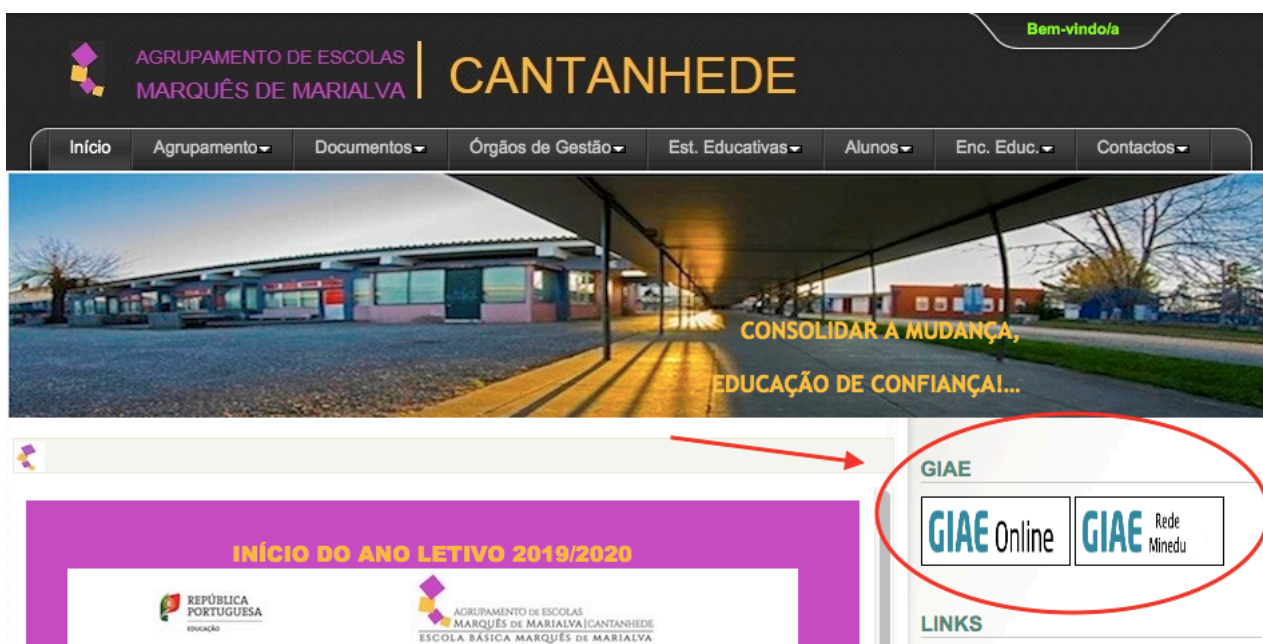 Bem-vindo/a
AGRUPAMENTO DE ESCOLAS
MARQUÊS DE MARIALVA
CANTANHEDE
Início Agrupamento Documentos Órgãos de Gestão Est. Educativas Alunos Enc. Educ. Contactos
CONSOLIDAR A MUDANÇA,
EDUCAÇÃO DE CONFIANÇA!...
GIAE
GIAE Online
GIAE Rede Minedu
INÍCIO DO ANO LETIVO 2019/2020
REPÚBLICA
PORTUGUESA
EDUCAÇÃO
AGRUPAMENTO DE ESCOLAS
MARQUÊS DE MARIALVA|CANTANHEDE
ESCOLA BÁSICA MARQUÊS DE MARIALVA
LINKS